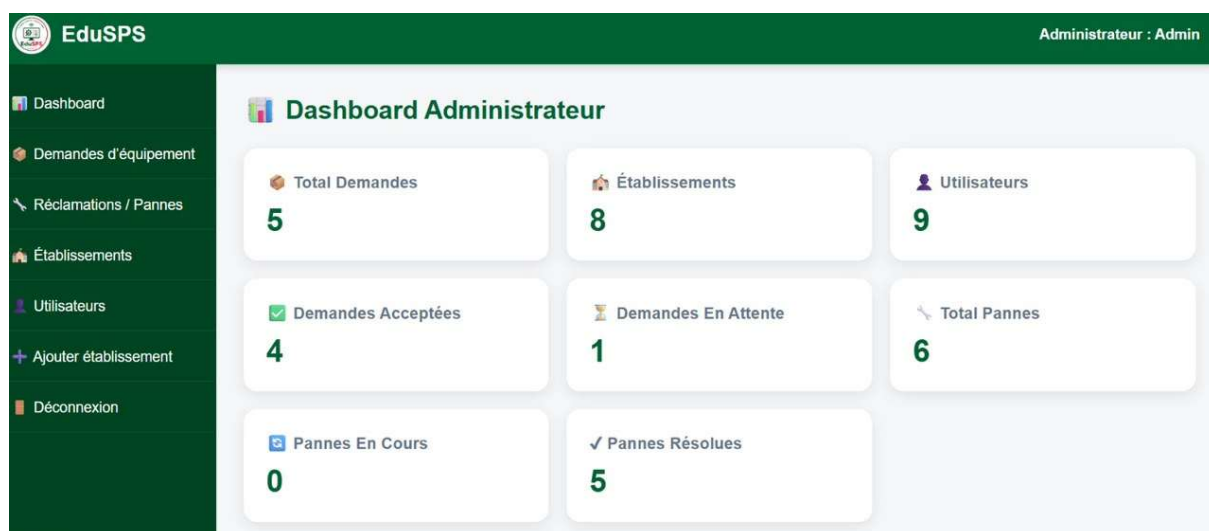 EduSPS
Administrateur : Admin
Dashboard
Demandes d'équipement
Réclamations / Pannes
Établissements
Utilisateurs
Ajouter établissement
Déconnexion
Dashboard Administrateur
Total Demandes
5
Établissements
8
Utilisateurs
9
Demandes Acceptées
4
Demandes En Attente
1
Total Pannes
6
Pannes En Cours
0
Pannes Résolues
5